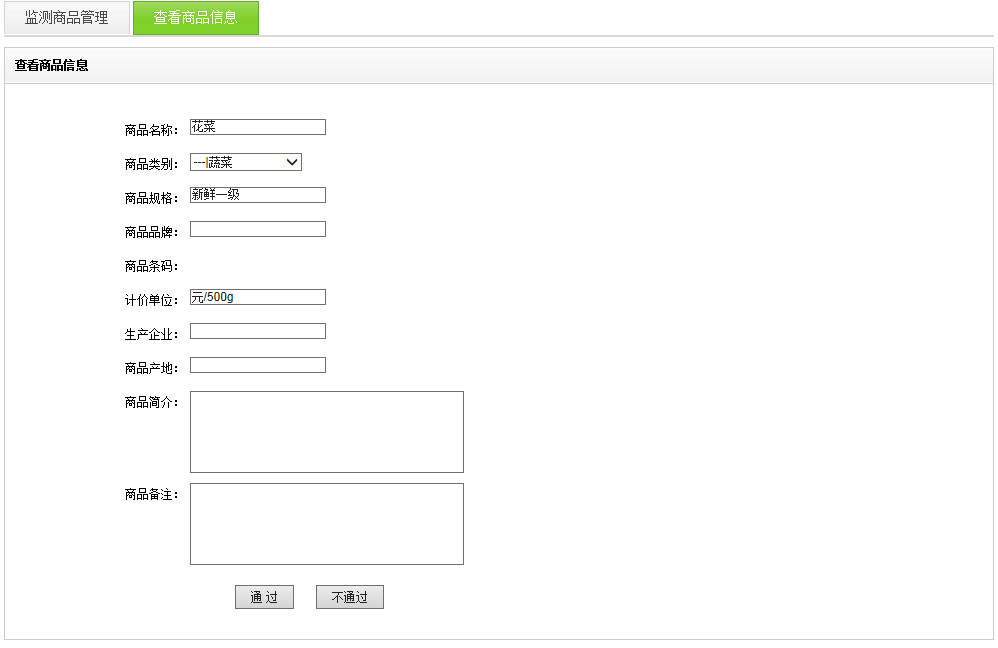 监测商品管理 查看商品信息
查看商品信息
商品名称： 花菜
商品类别： ---|蔬菜
商品规格： 新鲜一级
商品品牌：
商品条码：
计价单位： 元/500g
生产企业：
商品产地：
商品简介：
商品备注：
通 过 不通过